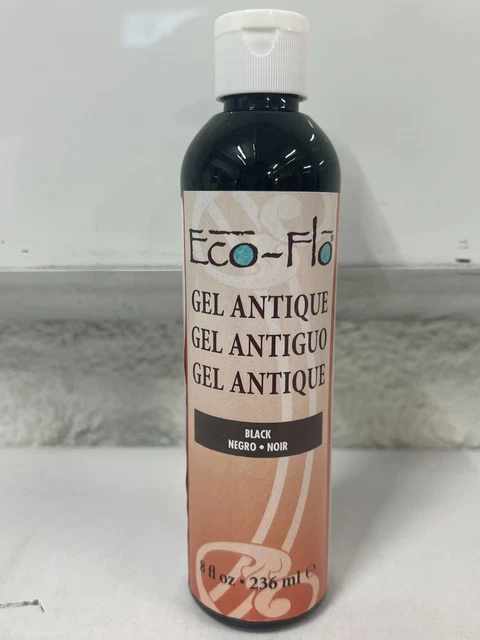 Eco-Flo®
GEL ANTIQUE
GEL ANTIGUO
GEL ANTIQUE
BLACK
NEGRO • NOIR
8 fl oz • 236 ml ℮